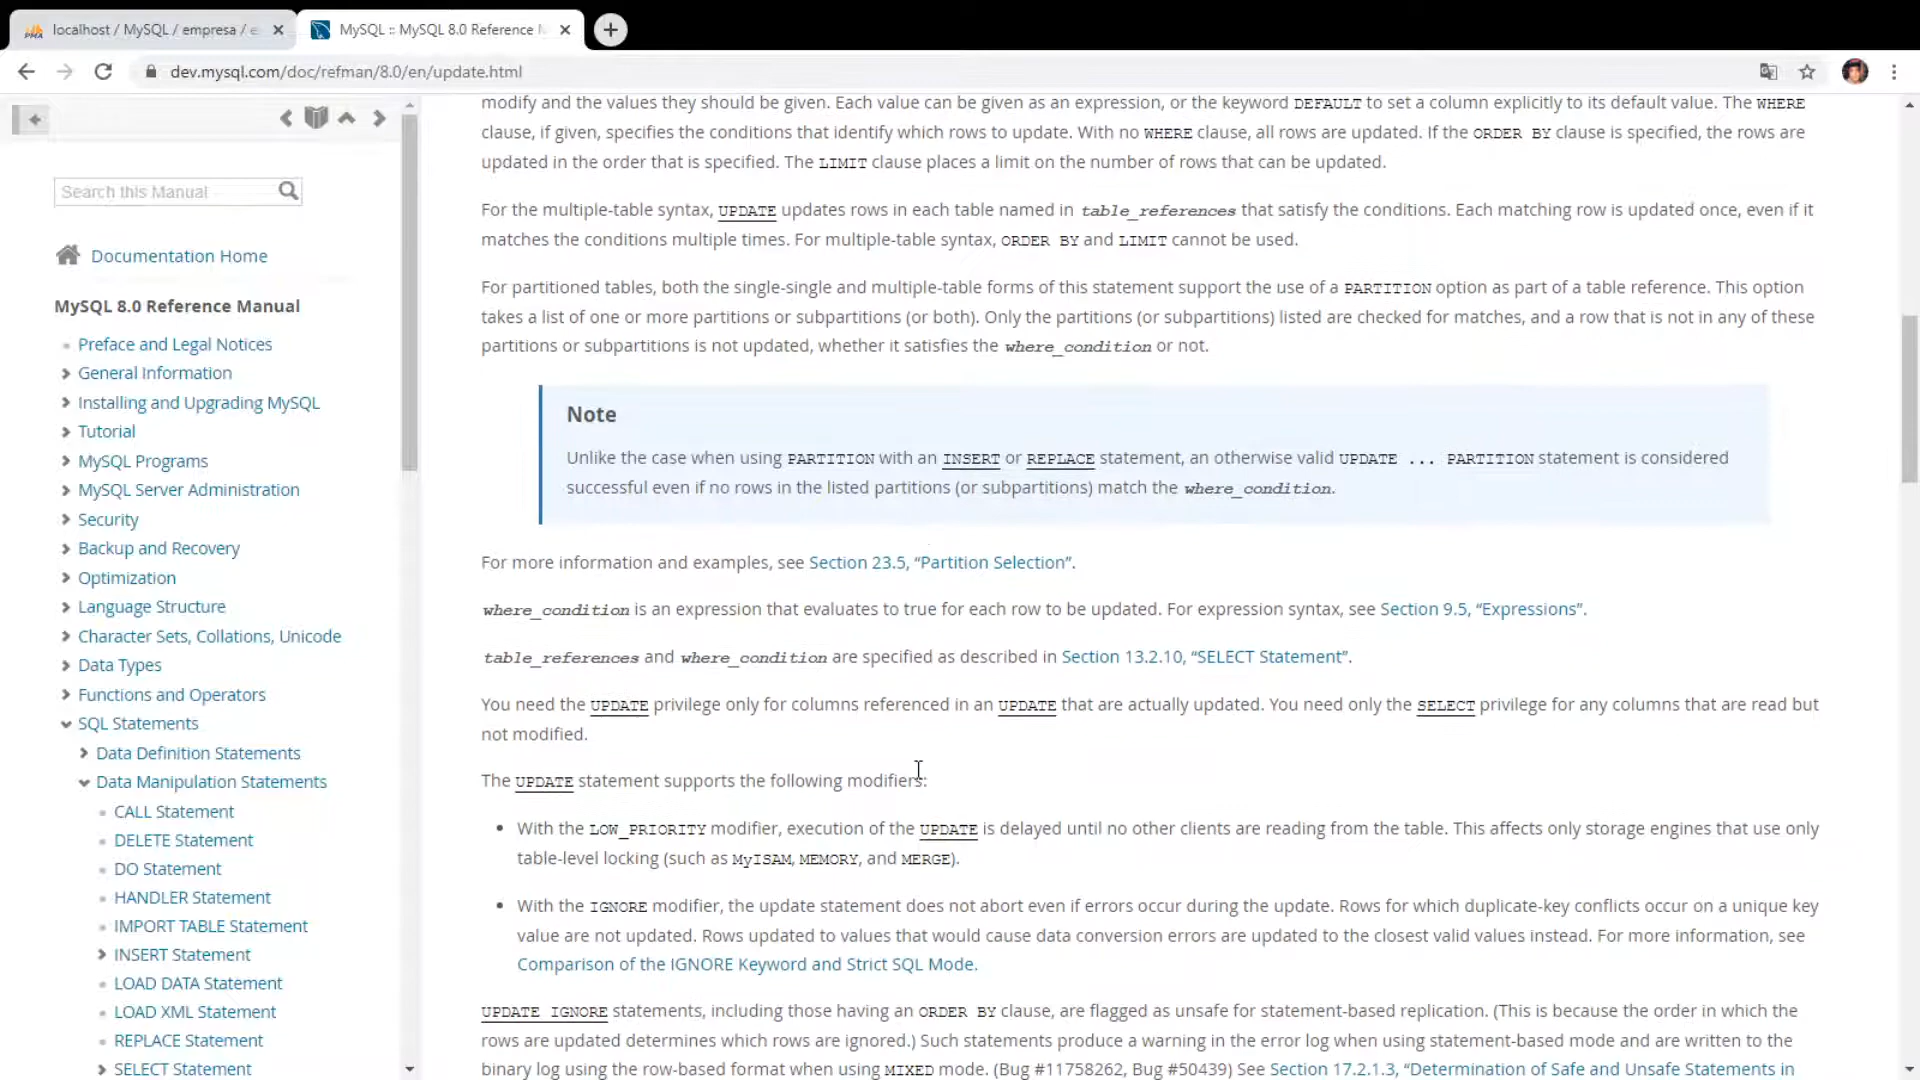 localhost / MySQL / empresa / e
MySQL :: MySQL 8.0 Reference M
dev.mysql.com/doc/refman/8.0/en/update.html
Search this Manual
Documentation Home
MySQL 8.0 Reference Manual
Preface and Legal Notices
General Information
Installing and Upgrading MySQL
Tutorial
MySQL Programs
MySQL Server Administration
Security
Backup and Recovery
Optimization
Language Structure
Character Sets, Collations, Unicode
Data Types
Functions and Operators
SQL Statements
Data Definition Statements
Data Manipulation Statements
CALL Statement
DELETE Statement
DO Statement
HANDLER Statement
IMPORT TABLE Statement
INSERT Statement
LOAD DATA Statement
LOAD XML Statement
REPLACE Statement
SELECT Statement
modify and the values they should be given. Each value can be given as an expression, or the keyword DEFAULT to set a column explicitly to its default value. The WHERE
clause, if given, specifies the conditions that identify which rows to update. With no WHERE clause, all rows are updated. If the ORDER BY clause is specified, the rows are
updated in the order that is specified. The LIMIT clause places a limit on the number of rows that can be updated.
For the multiple-table syntax, UPDATE updates rows in each table named in table_references that satisfy the conditions. Each matching row is updated once, even if it
matches the conditions multiple times. For multiple-table syntax, ORDER BY and LIMIT cannot be used.
For partitioned tables, both the single-single and multiple-table forms of this statement support the use of a PARTITION option as part of a table reference. This option
takes a list of one or more partitions or subpartitions (or both). Only the partitions (or subpartitions) listed are checked for matches, and a row that is not in any of these
partitions or subpartitions is not updated, whether it satisfies the where_condition or not.
Note
Unlike the case when using PARTITION with an INSERT or REPLACE statement, an otherwise valid UPDATE ... PARTITION statement is considered
successful even if no rows in the listed partitions (or subpartitions) match the where_condition.
For more information and examples, see Section 23.5, “Partition Selection”.
where_condition is an expression that evaluates to true for each row to be updated. For expression syntax, see Section 9.5, “Expressions”.
table_references and where_condition are specified as described in Section 13.2.10, “SELECT Statement”.
You need the UPDATE privilege only for columns referenced in an UPDATE that are actually updated. You need only the SELECT privilege for any columns that are read but
not modified.
The UPDATE statement supports the following modifiers:
With the LOW_PRIORITY modifier, execution of the UPDATE is delayed until no other clients are reading from the table. This affects only storage engines that use only
table-level locking (such as MyISAM, MEMORY, and MERGE).
With the IGNORE modifier, the update statement does not abort even if errors occur during the update. Rows for which duplicate-key conflicts occur on a unique key
value are not updated. Rows updated to values that would cause data conversion errors are updated to the closest valid values instead. For more information, see
Comparison of the IGNORE Keyword and Strict SQL Mode.
UPDATE IGNORE statements, including those having an ORDER BY clause, are flagged as unsafe for statement-based replication. (This is because the order in which the
rows are updated determines which rows are ignored.) Such statements produce a warning in the error log when using statement-based mode and are written to the
binary log using the row-based format when using MIXED mode. (Bug #11758262, Bug #50439) See Section 17.2.1.3, “Determination of Safe and Unsafe Statements in